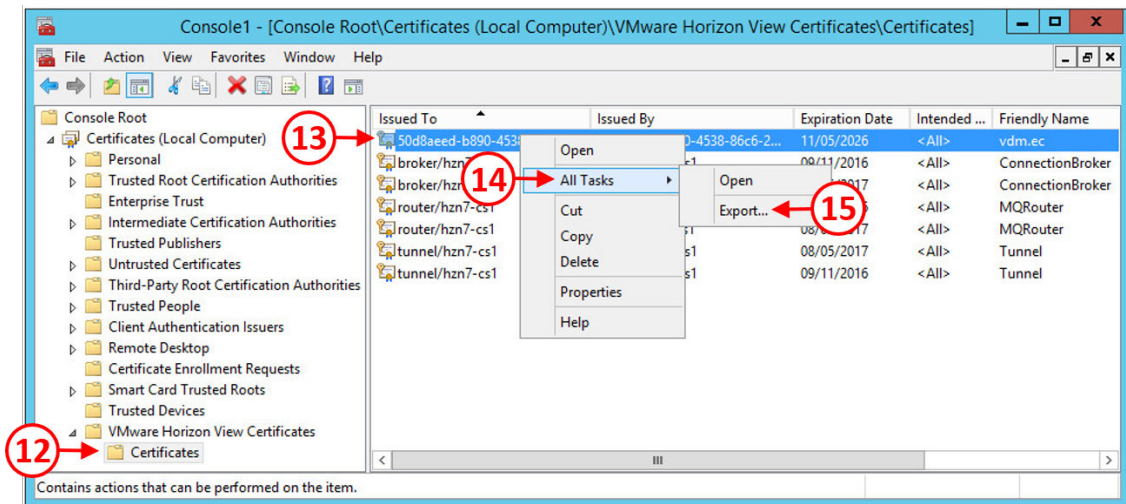 Console1 - [Console Root\Certificates (Local Computer)\VMware Horizon View Certificates\Certificates]
File Action View Favorites Window Help
Console Root
Certificates (Local Computer)
Personal
Trusted Root Certification Authorities
Enterprise Trust
Intermediate Certification Authorities
Trusted Publishers
Untrusted Certificates
Third-Party Root Certification Authorities
Trusted People
Client Authentication Issuers
Remote Desktop
Certificate Enrollment Requests
Smart Card Trusted Roots
Trusted Devices
VMware Horizon View Certificates
12 Certificates
Issued To Issued By Expiration Date Intended ... Friendly Name
13 50d8aeed-b890-453 0-4538-86c6-2... 11/05/2026 <All> vdm.ec
broker/hzn7 s1 09/11/2016 <All> ConnectionBroker
broker/hzn 2017 <All> ConnectionBroker
router/hzn7-cs1 <All> MQRouter
router/hzn7-cs1 s1 08/ 17 <All> MQRouter
tunnel/hzn7-cs1 s1 08/05/2017 <All> Tunnel
tunnel/hzn7-cs1 s1 09/11/2016 <All> Tunnel
Open
14 All Tasks
Cut
Copy
Delete
Properties
Help
Open
Export... 15
Contains actions that can be performed on the item.